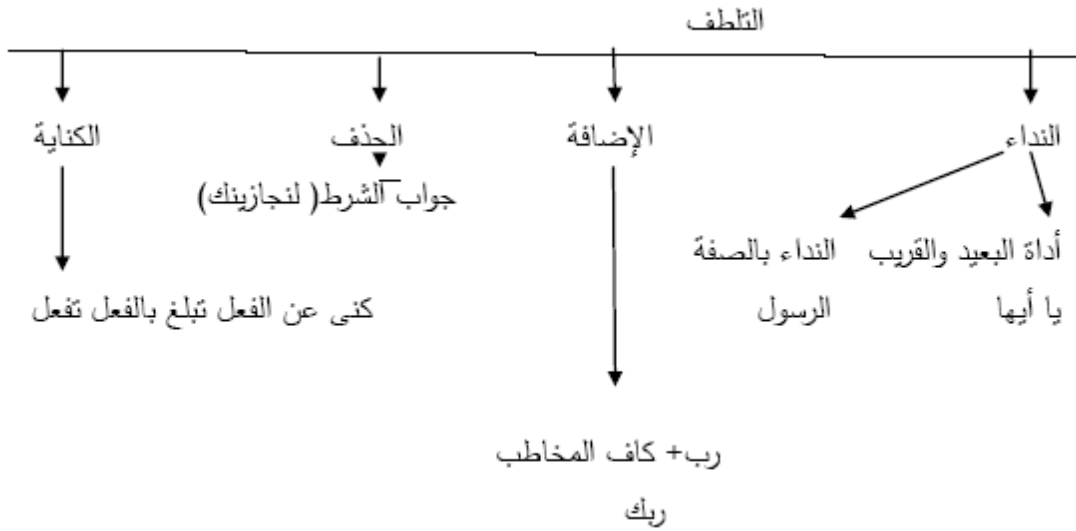 التلطف
النداء
الإضافة
الحذف
الكناية
جواب الشرط( لنجازينك)
أداة البعيد والقريب
النداء بالصفة
يا أيها
الرسول
كنى عن الفعل تبلغ بالفعل تفعل
رب+ كاف المخاطب
ربك